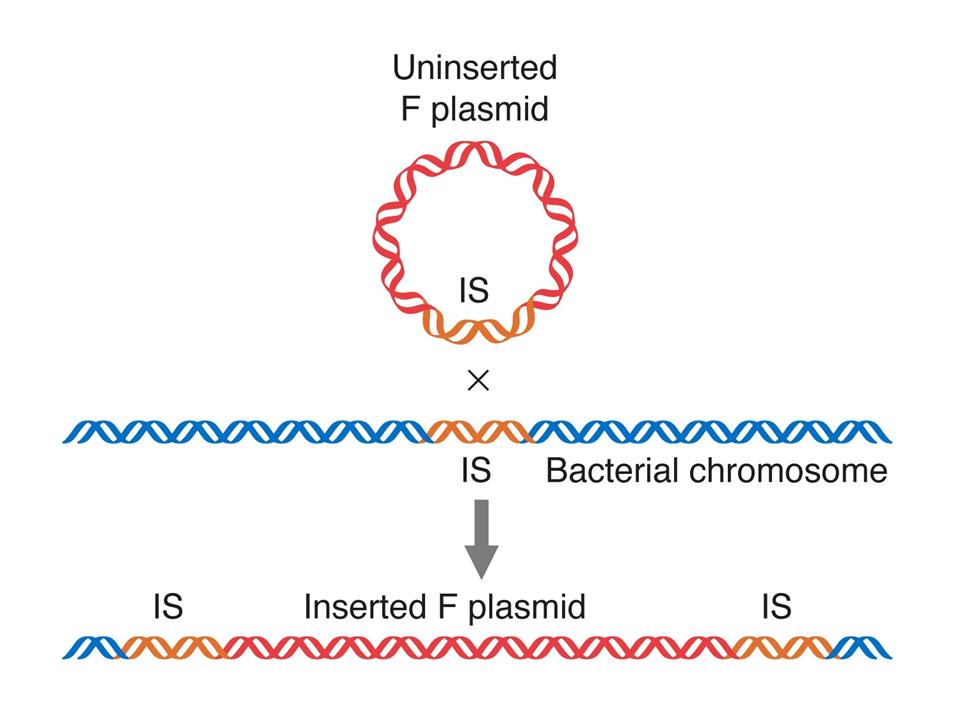 Uninserted
F plasmid
IS
×
IS Bacterial chromosome
IS Inserted F plasmid IS